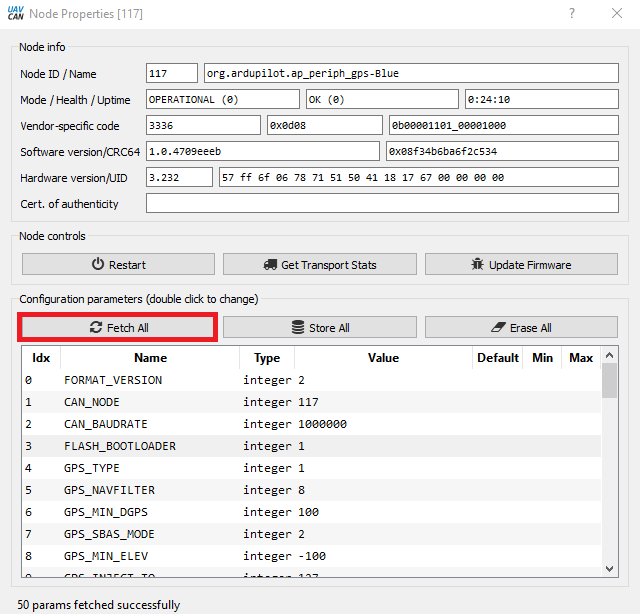 UAV
CAN
Node Properties [117]
?
Node info
Node ID / Name 117 org.ardupilot.ap_periph_gps-Blue
Mode / Health / Uptime OPERATIONAL (0) OK (0) 0:24:10
Vendor-specific code 3336 0x0d08 0b00001101_00001000
Software version/CRC64 1.0.4709eeeb 0x08f34b6ba6f2c534
Hardware version/UID 3.232 57 ff 6f 06 78 71 51 50 41 18 17 67 00 00 00 00
Cert. of authenticity
Node controls
Restart Get Transport Stats Update Firmware
Configuration parameters (double click to change)
Fetch All Store All Erase All
Idx Name Type Value Default Min Max
0 FORMAT_VERSION integer 2
1 CAN_NODE integer 117
2 CAN_BAUDRATE integer 1000000
3 FLASH_BOOTLOADER integer 1
4 GPS_TYPE integer 1
5 GPS_NAVFILTER integer 8
6 GPS_MIN_DGPS integer 100
7 GPS_SBAS_MODE integer 2
8 GPS_MIN_ELEV integer -100
9 GPS_INJECT_TO integer 127
50 params fetched successfully